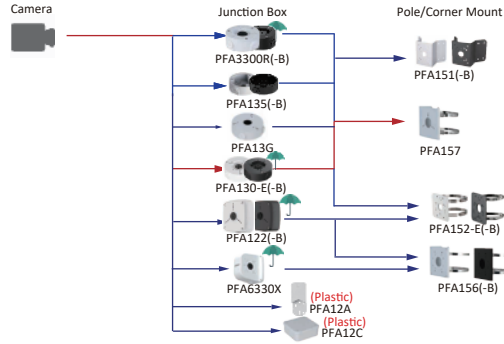 Camera
Junction Box
Pole/Corner Mount
PFA3300R(-B)
PFA151(-B)
PFA135(-B)
PFA13G
PFA157
PFA130-E(-B)
PFA122(-B)
PFA152-E(-B)
PFA6330X
PFA156(-B)
(Plastic)
PFA12A
(Plastic)
PFA12C